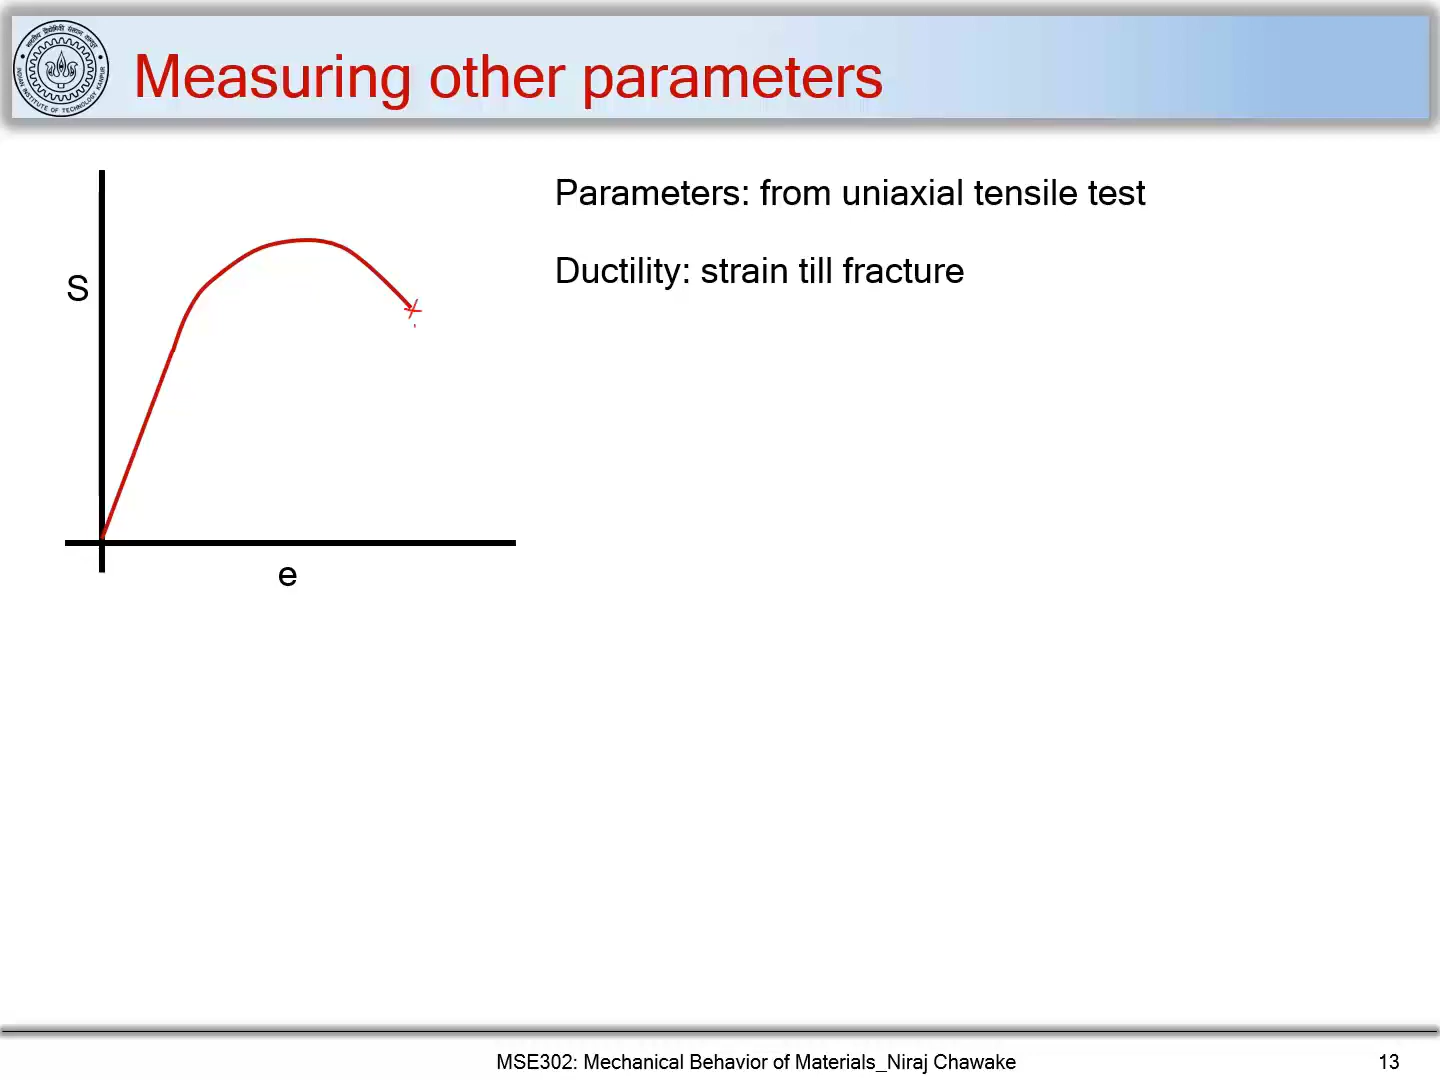 Measuring other parameters
Parameters: from uniaxial tensile test
Ductility: strain till fracture
S
e
MSE302: Mechanical Behavior of Materials_Niraj Chawake
13